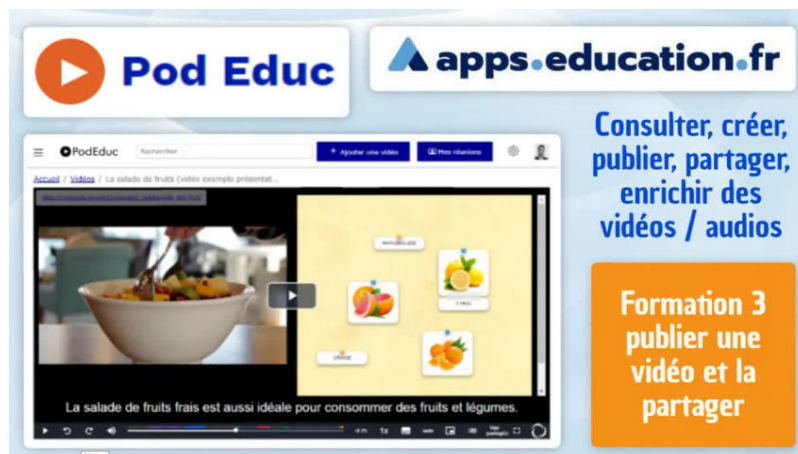 Pod Educ
apps.education.fr
Consulter, créer,
publier, partager,
enrichir des
vidéos / audios
PodEduc
Rechercher
+ Ajouter une vidéo
Mes réunions
Accueil / Vidéos / La salade de fruits (vidéo exemple présentat...
PAMPLEMOUSSE
CITRON
ORANGE
La salade de fruits frais est aussi idéale pour consommer des fruits et légumes.
1x
Formation 3
publier une
vidéo et la
partager